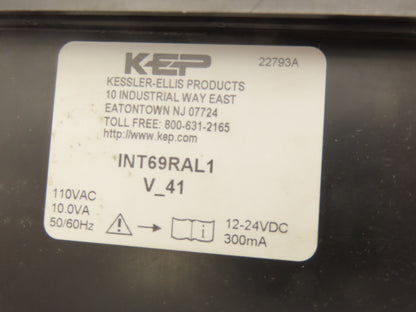 KEP
22793A
KESSLER-ELLIS PRODUCTS
10 INDUSTRIAL WAY EAST
EATONTOWN NJ 07724
TOLL FREE: 800-631-2165
http://www.kep.com
INT69RAL1
V_41
110VAC
10.0VA
50/60Hz
12-24VDC
300mA